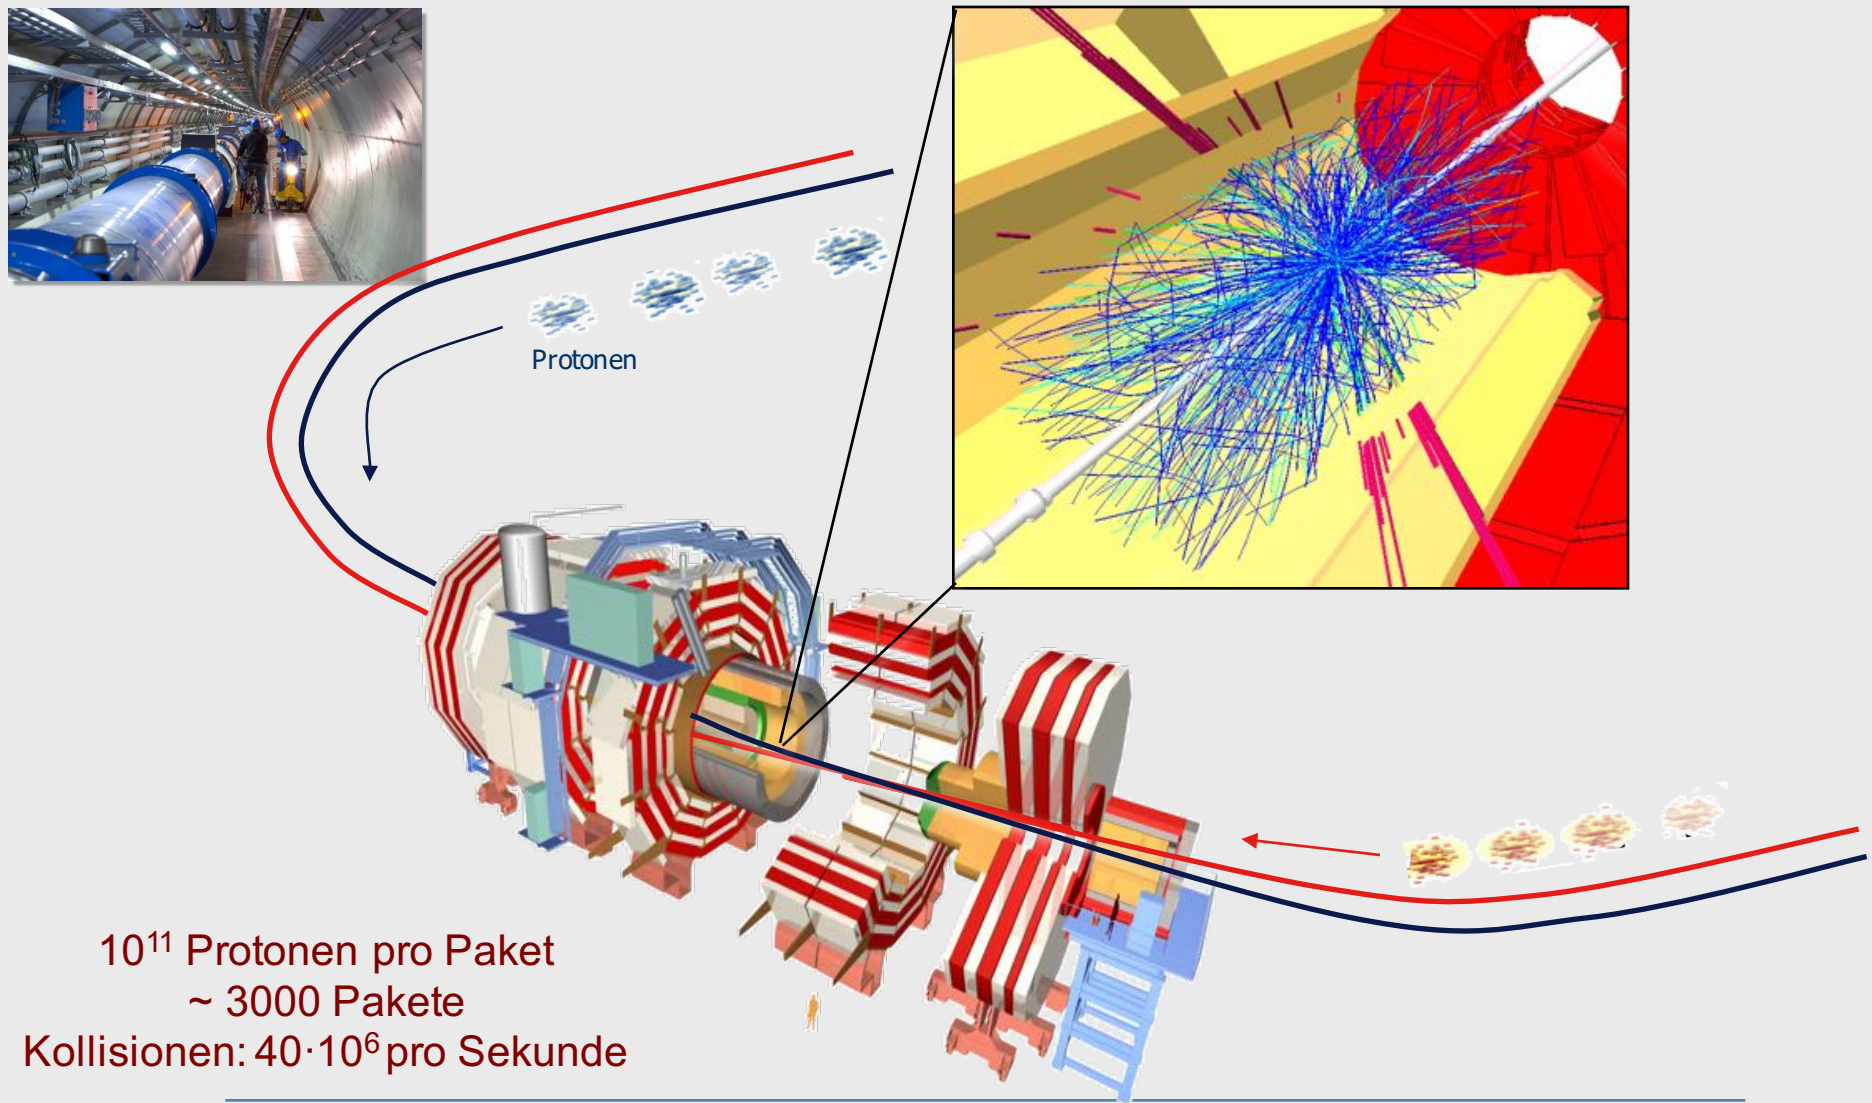 Protonen
10¹¹ Protonen pro Paket
~ 3000 Pakete
Kollisionen: 40·10⁶ pro Sekunde